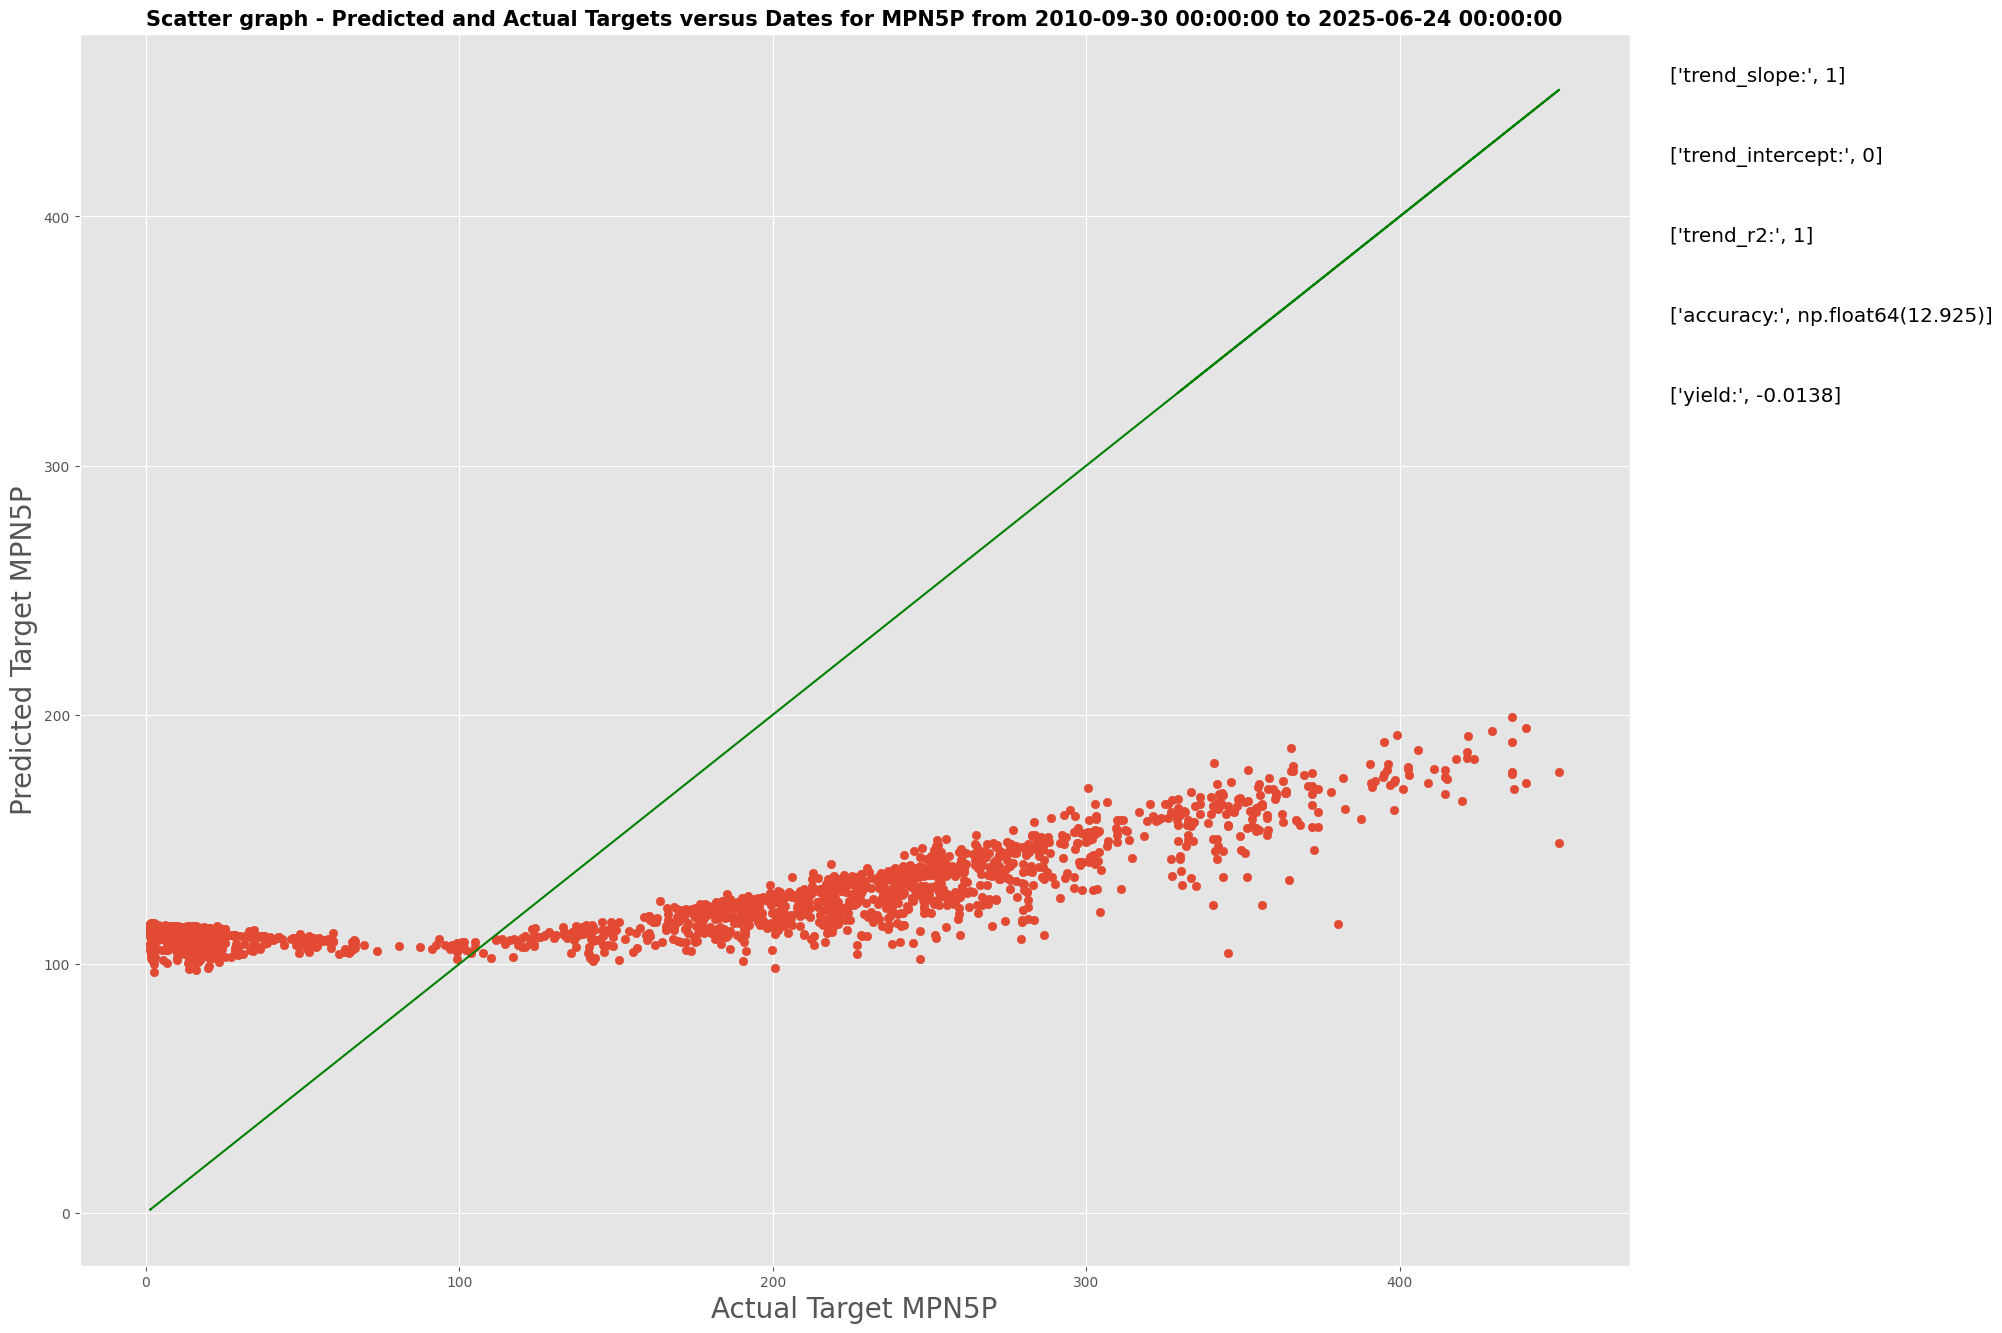 Scatter graph - Predicted and Actual Targets versus Dates for MPN5P from 2010-09-30 00:00:00 to 2025-06-24 00:00:00
['trend_slope:', 1]
['trend_intercept:', 0]
['trend_r2:', 1]
['accuracy:', np.float64(12.925)]
['yield:', -0.0138]
Predicted Target MPN5P
400
300
200
100
0
0 100 200 300 400
Actual Target MPN5P